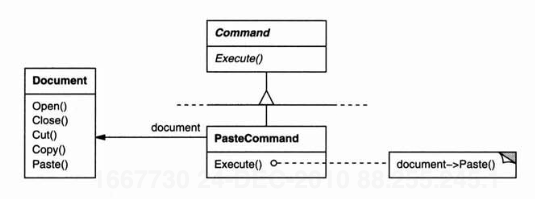 Command
Execute()
Document
Open()
Close()
Cut()
Copy()
Paste()
document
PasteCommand
Execute()
document->Paste()
1667730 24-DEC-2010 88.255.245.1